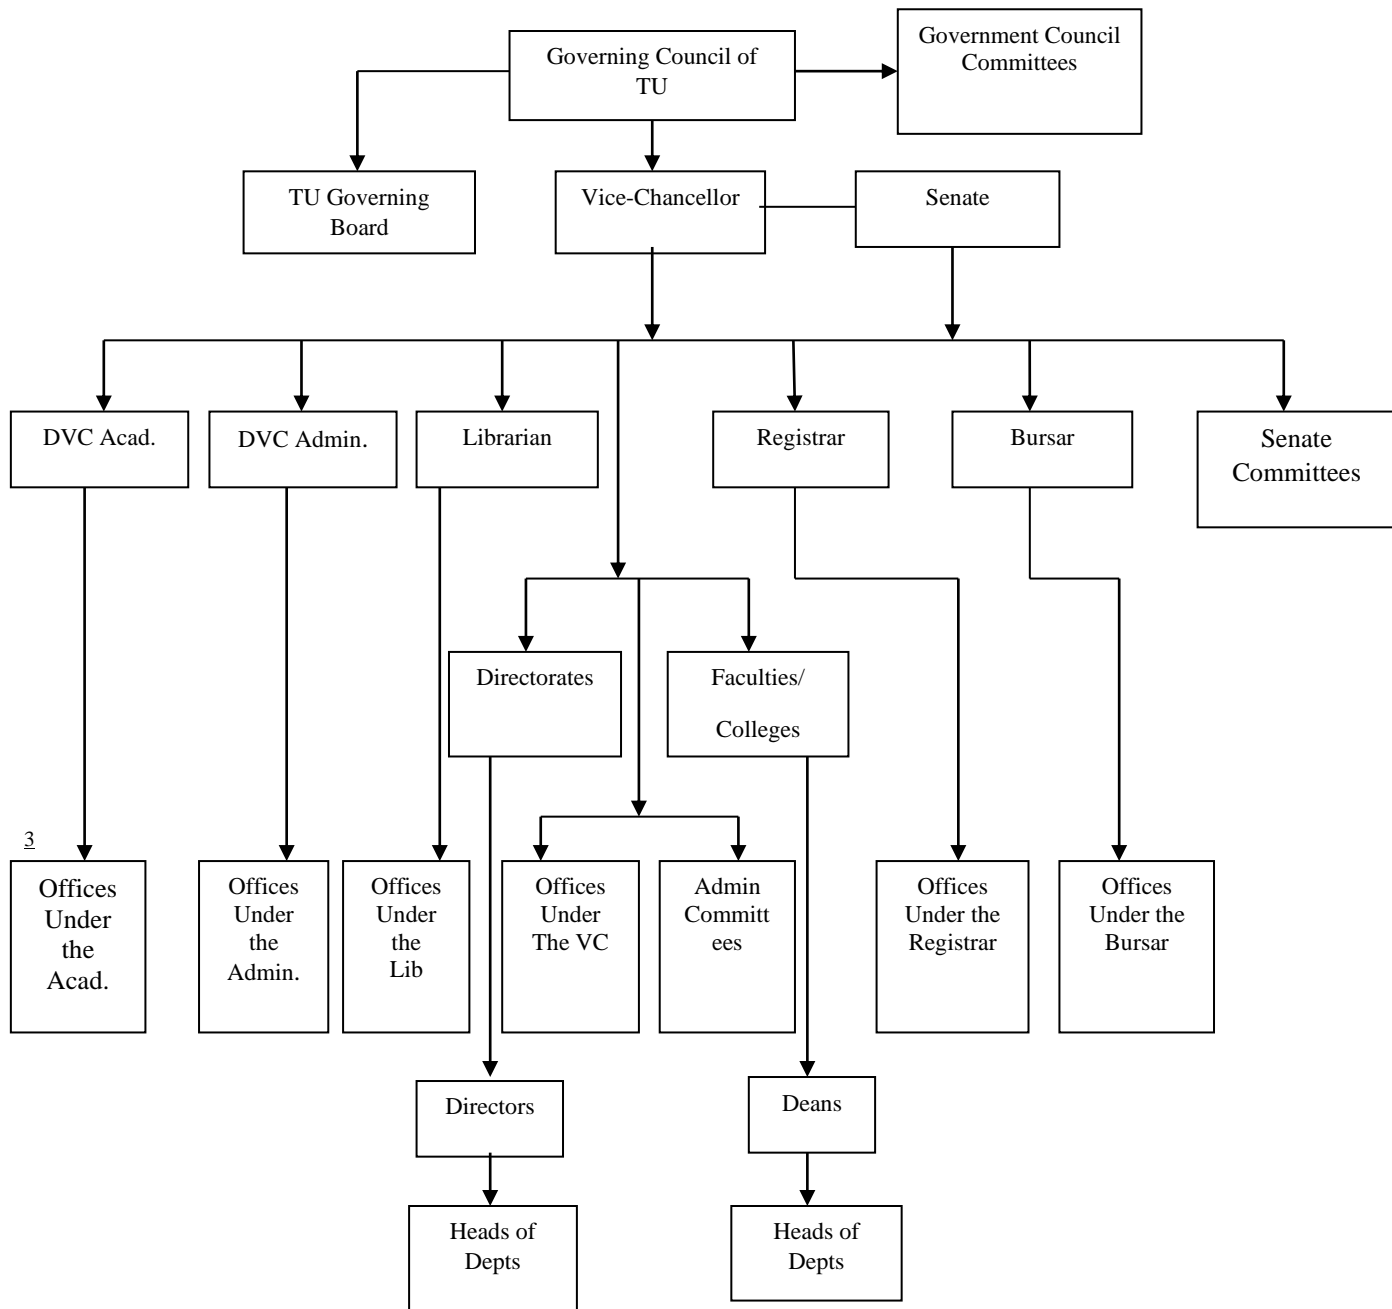 Governing Council of
TU
Government Council
Committees
TU Governing
Board
Vice-Chancellor
Senate
DVC Acad.
DVC Admin.
Librarian
Registrar
Bursar
Senate
Committees
Directorates
Faculties/
Colleges
3
Offices
Under
the
Acad.
Offices
Under
the
Admin.
Offices
Under
the
Lib
Offices
Under
The VC
Admin
Committ
ees
Offices
Under the
Registrar
Offices
Under the
Bursar
Directors
Deans
Heads of
Depts
Heads of
Depts